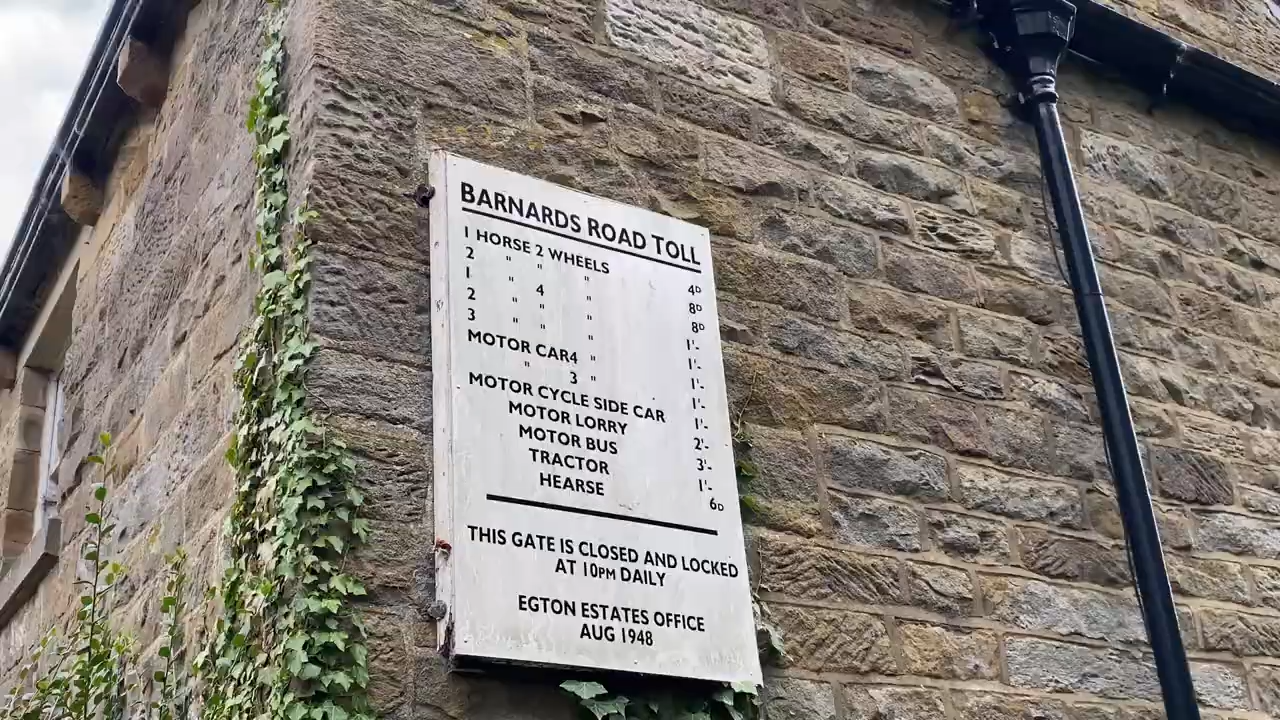 BARNARDS ROAD TOLL
1 HORSE 2 WHEELS 4D
2 " " " 8D
1 " 4 " 8D
2 " " " 1'-
3 " " " 1'-
MOTOR CAR 4 " 1'-
" 3 " 1'-
MOTOR CYCLE SIDE CAR 1'-
MOTOR LORRY 2'-
MOTOR BUS 3'-
TRACTOR 1'-
HEARSE 6D
THIS GATE IS CLOSED AND LOCKED
AT 10PM DAILY
EGTON ESTATES OFFICE
AUG 1948